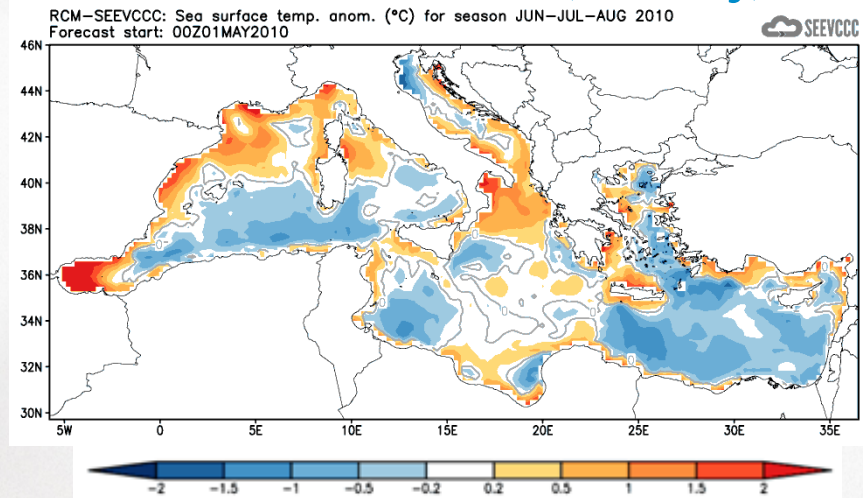 RCM-SEEVCCC: Sea surface temp. anom. (°C) for season JUN-JUL-AUG 2010
Forecast start: 00Z01MAY2010
SEEVCCC
46N
44N
42N
40N
38N
36N
34N
32N
30N
5W 0 5E 10E 15E 20E 25E 30E 35E
-2 -1.5 -1 -0.5 -0.2 0.2 0.5 1 1.5 2